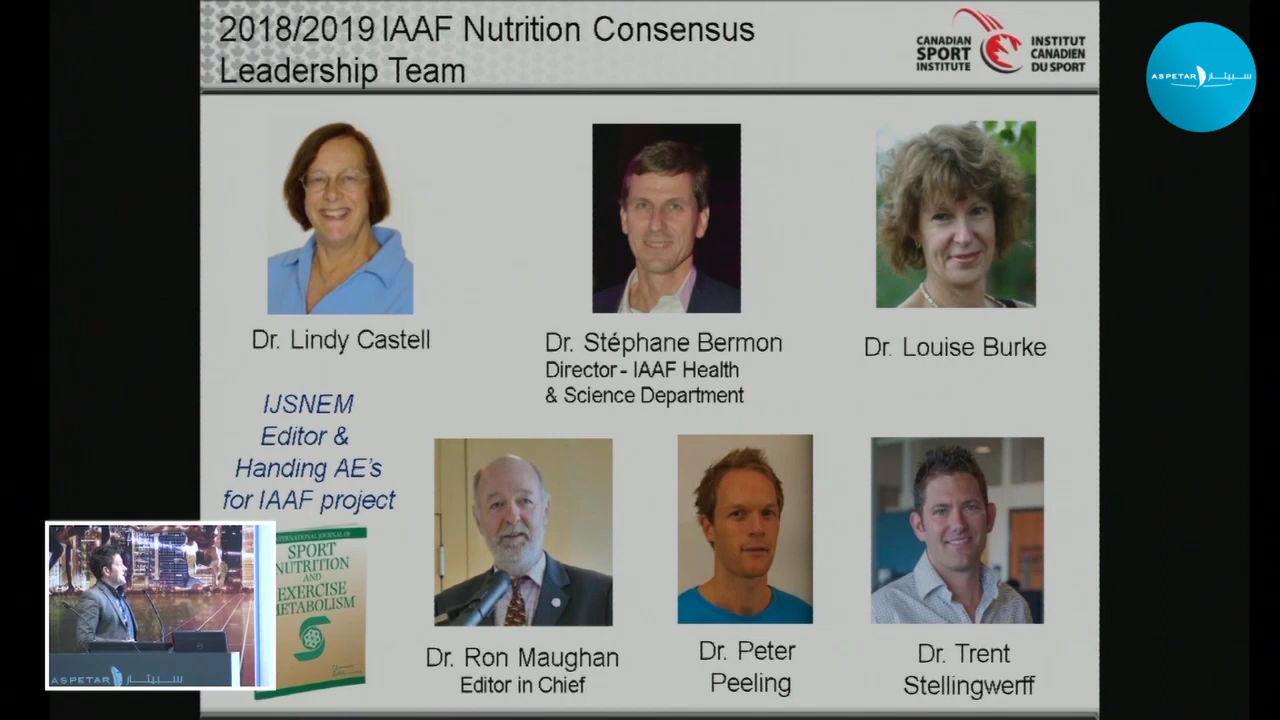 2018/2019 IAAF Nutrition Consensus
Leadership Team
CANADIAN
SPORT
INSTITUTE
INSTITUT
CANADIEN
DU SPORT
ASPETAR سبيتار
Dr. Lindy Castell
Dr. Stéphane Bermon
Director - IAAF Health
& Science Department
Dr. Louise Burke
IJSNEM
Editor &
Handing AE's
for IAAF project
INTERNATIONAL JOURNAL OF
SPORT
NUTRITION
AND
EXERCISE
METABOLISM
Dr. Ron Maughan
Editor in Chief
Dr. Peter
Peeling
Dr. Trent
Stellingwerff
ASPETAR سبيتار